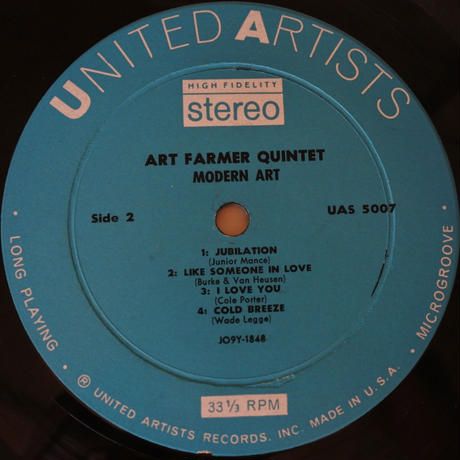 UNITED ARTISTS
HIGH FIDELITY
stereo
ART FARMER QUINTET
MODERN ART
Side 2
UAS 5007
1: JUBILATION
(Junior Mance)
2: LIKE SOMEONE IN LOVE
(Burke & Van Heusen)
3: I LOVE YOU
(Cole Porter)
4: COLD BREEZE
(Wade Legge)
JO9Y-1848
33 1/3 RPM
• LONG PLAYING • ® UNITED ARTISTS RECORDS, INC. MADE IN U.S.A. • MICROGROOVE •